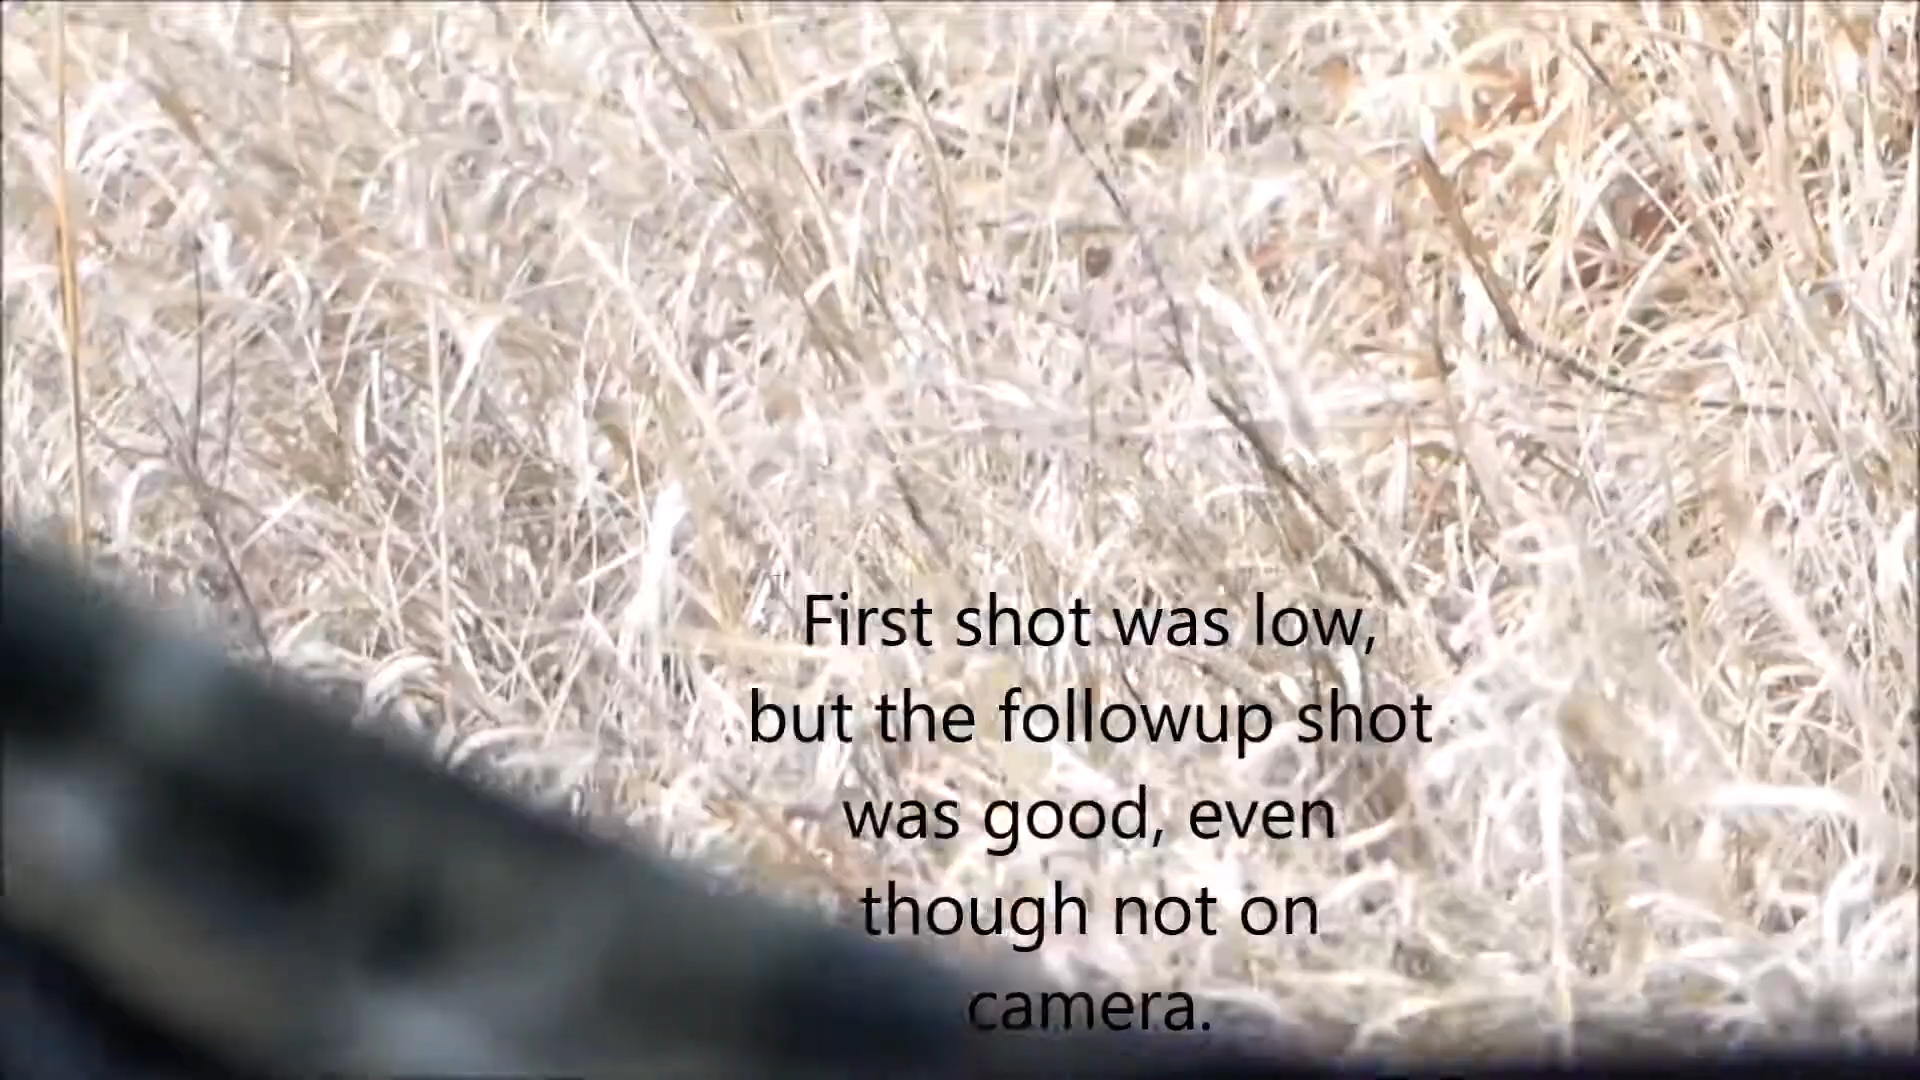 First shot was low,
but the followup shot
was good, even
though not on
camera.